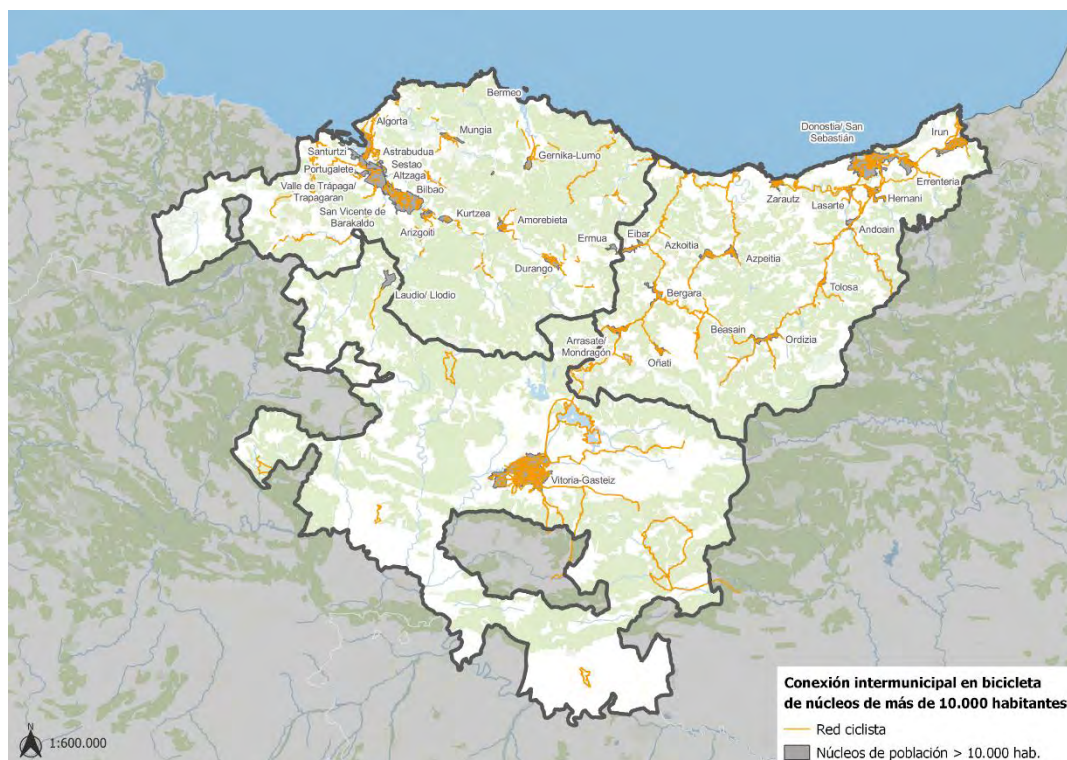 Bermeo
Algorta
Mungia
Donostia/ San
Sebastián
Irun
Santurtzi
Astrabudua
Gernika-Lumo
Portugalete
Sestao
Altzaga
Errenteria
Valle de Trápaga/
Trapagaran
Bilbao
Zarautz
Lasarte
Hernani
San Vicente de
Barakaldo
Kurtzea
Amorebieta
Andoain
Arizgoiti
Ermua
Eibar
Azkoitia
Azpeitia
Durango
Tolosa
Laudio/ Llodio
Bergara
Beasain
Ordizia
Arrasate/
Mondragón
Oñati
Vitoria-Gasteiz
Conexión intermunicipal en bicicleta
de núcleos de más de 10.000 habitantes
Red ciclista
Núcleos de población > 10.000 hab.
N
1:600.000